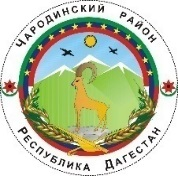 Чародинский район
Республика Дагестан